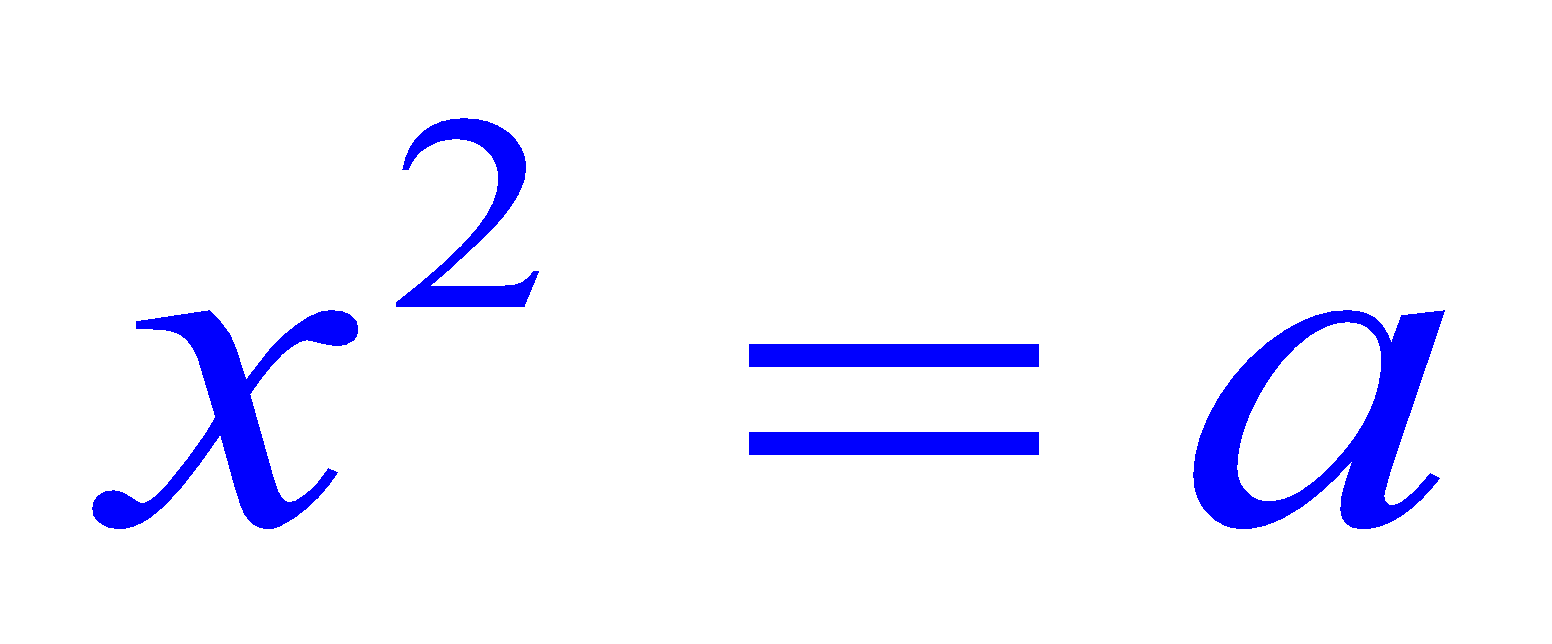 x² = a